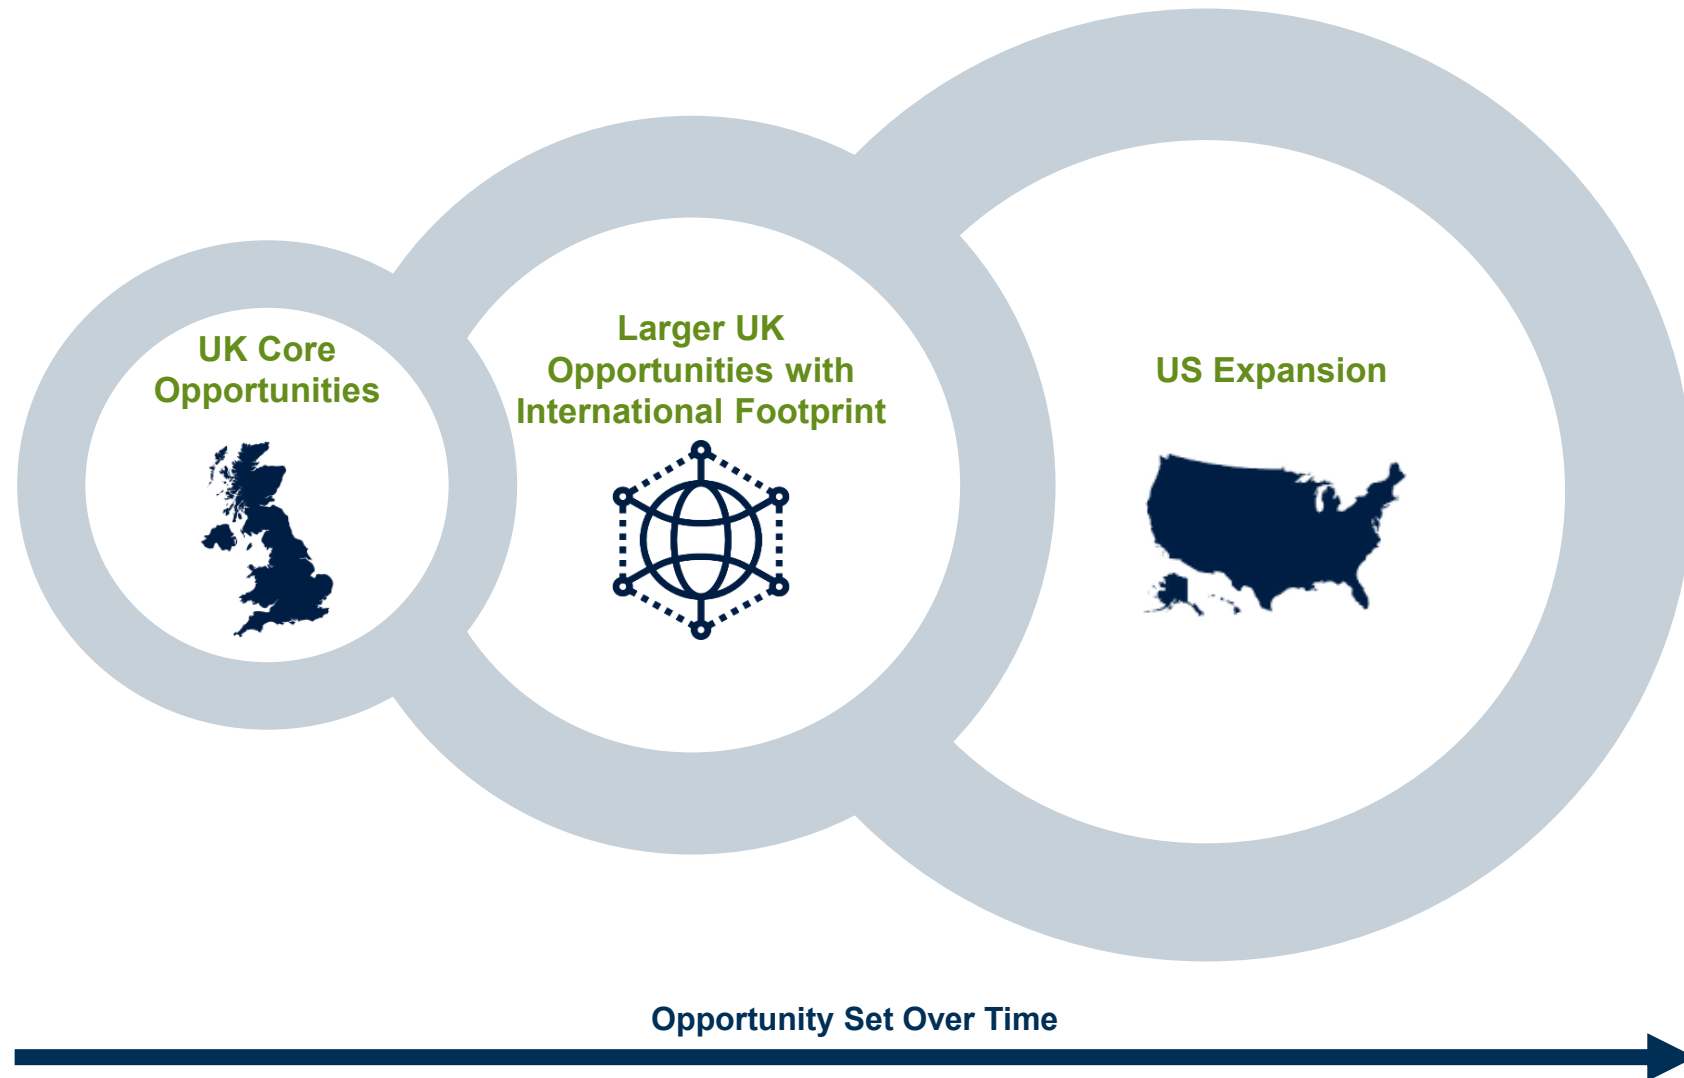 UK Core
Opportunities
Larger UK
Opportunities with
International Footprint
US Expansion
Opportunity Set Over Time